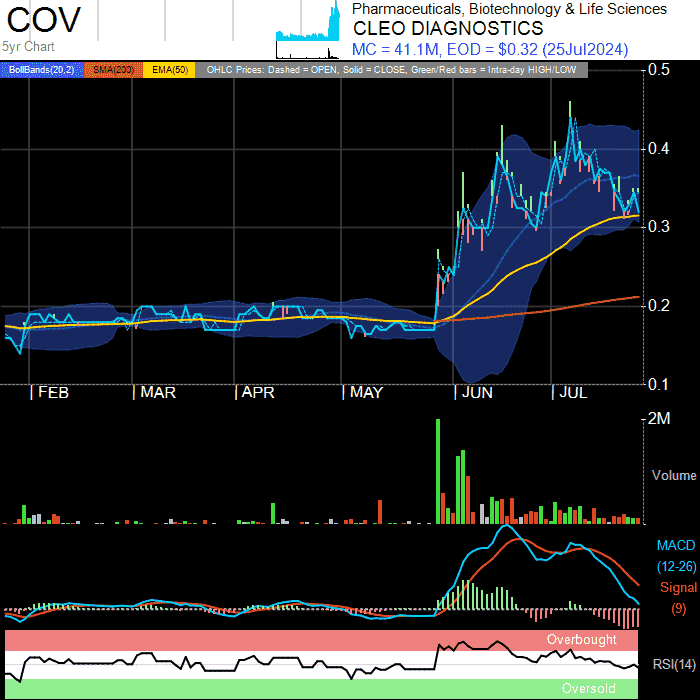 COV
Pharmaceuticals, Biotechnology & Life Sciences
CLEO DIAGNOSTICS
5yr Chart
MC = 41.1M, EOD = $0.32 (25Jul2024)
BollBands(20,2) SMA(200) EMA(50) OHLC Prices: Dashed = OPEN, Solid = CLOSE, Green/Red bars = Intra-day HIGH/LOW
0.5
0.4
0.3
0.2
0.1
FEB MAR APR MAY JUN JUL
2M
Volume
MACD
(12-26)
Signal
(9)
Overbought
RSI(14)
Oversold